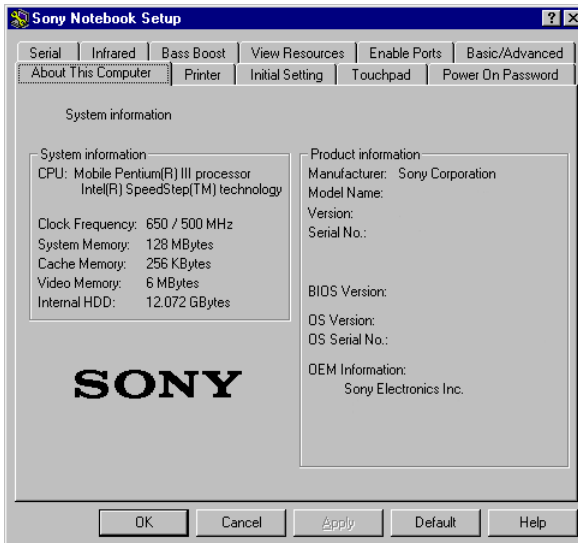 Sony Notebook Setup
Serial Infrared Bass Boost View Resources Enable Ports Basic/Advanced
About This Computer Printer Initial Setting Touchpad Power On Password
System information
System information
CPU: Mobile Pentium(R) III processor
Intel(R) SpeedStep(TM) technology
Clock Frequency: 650 / 500 MHz
System Memory: 128 MBytes
Cache Memory: 256 KBytes
Video Memory: 6 MBytes
Internal HDD: 12.072 GBytes
SONY
Product information
Manufacturer: Sony Corporation
Model Name:
Version:
Serial No.:
BIOS Version:
OS Version:
OS Serial No.:
OEM Information:
Sony Electronics Inc.
OK Cancel Apply Default Help